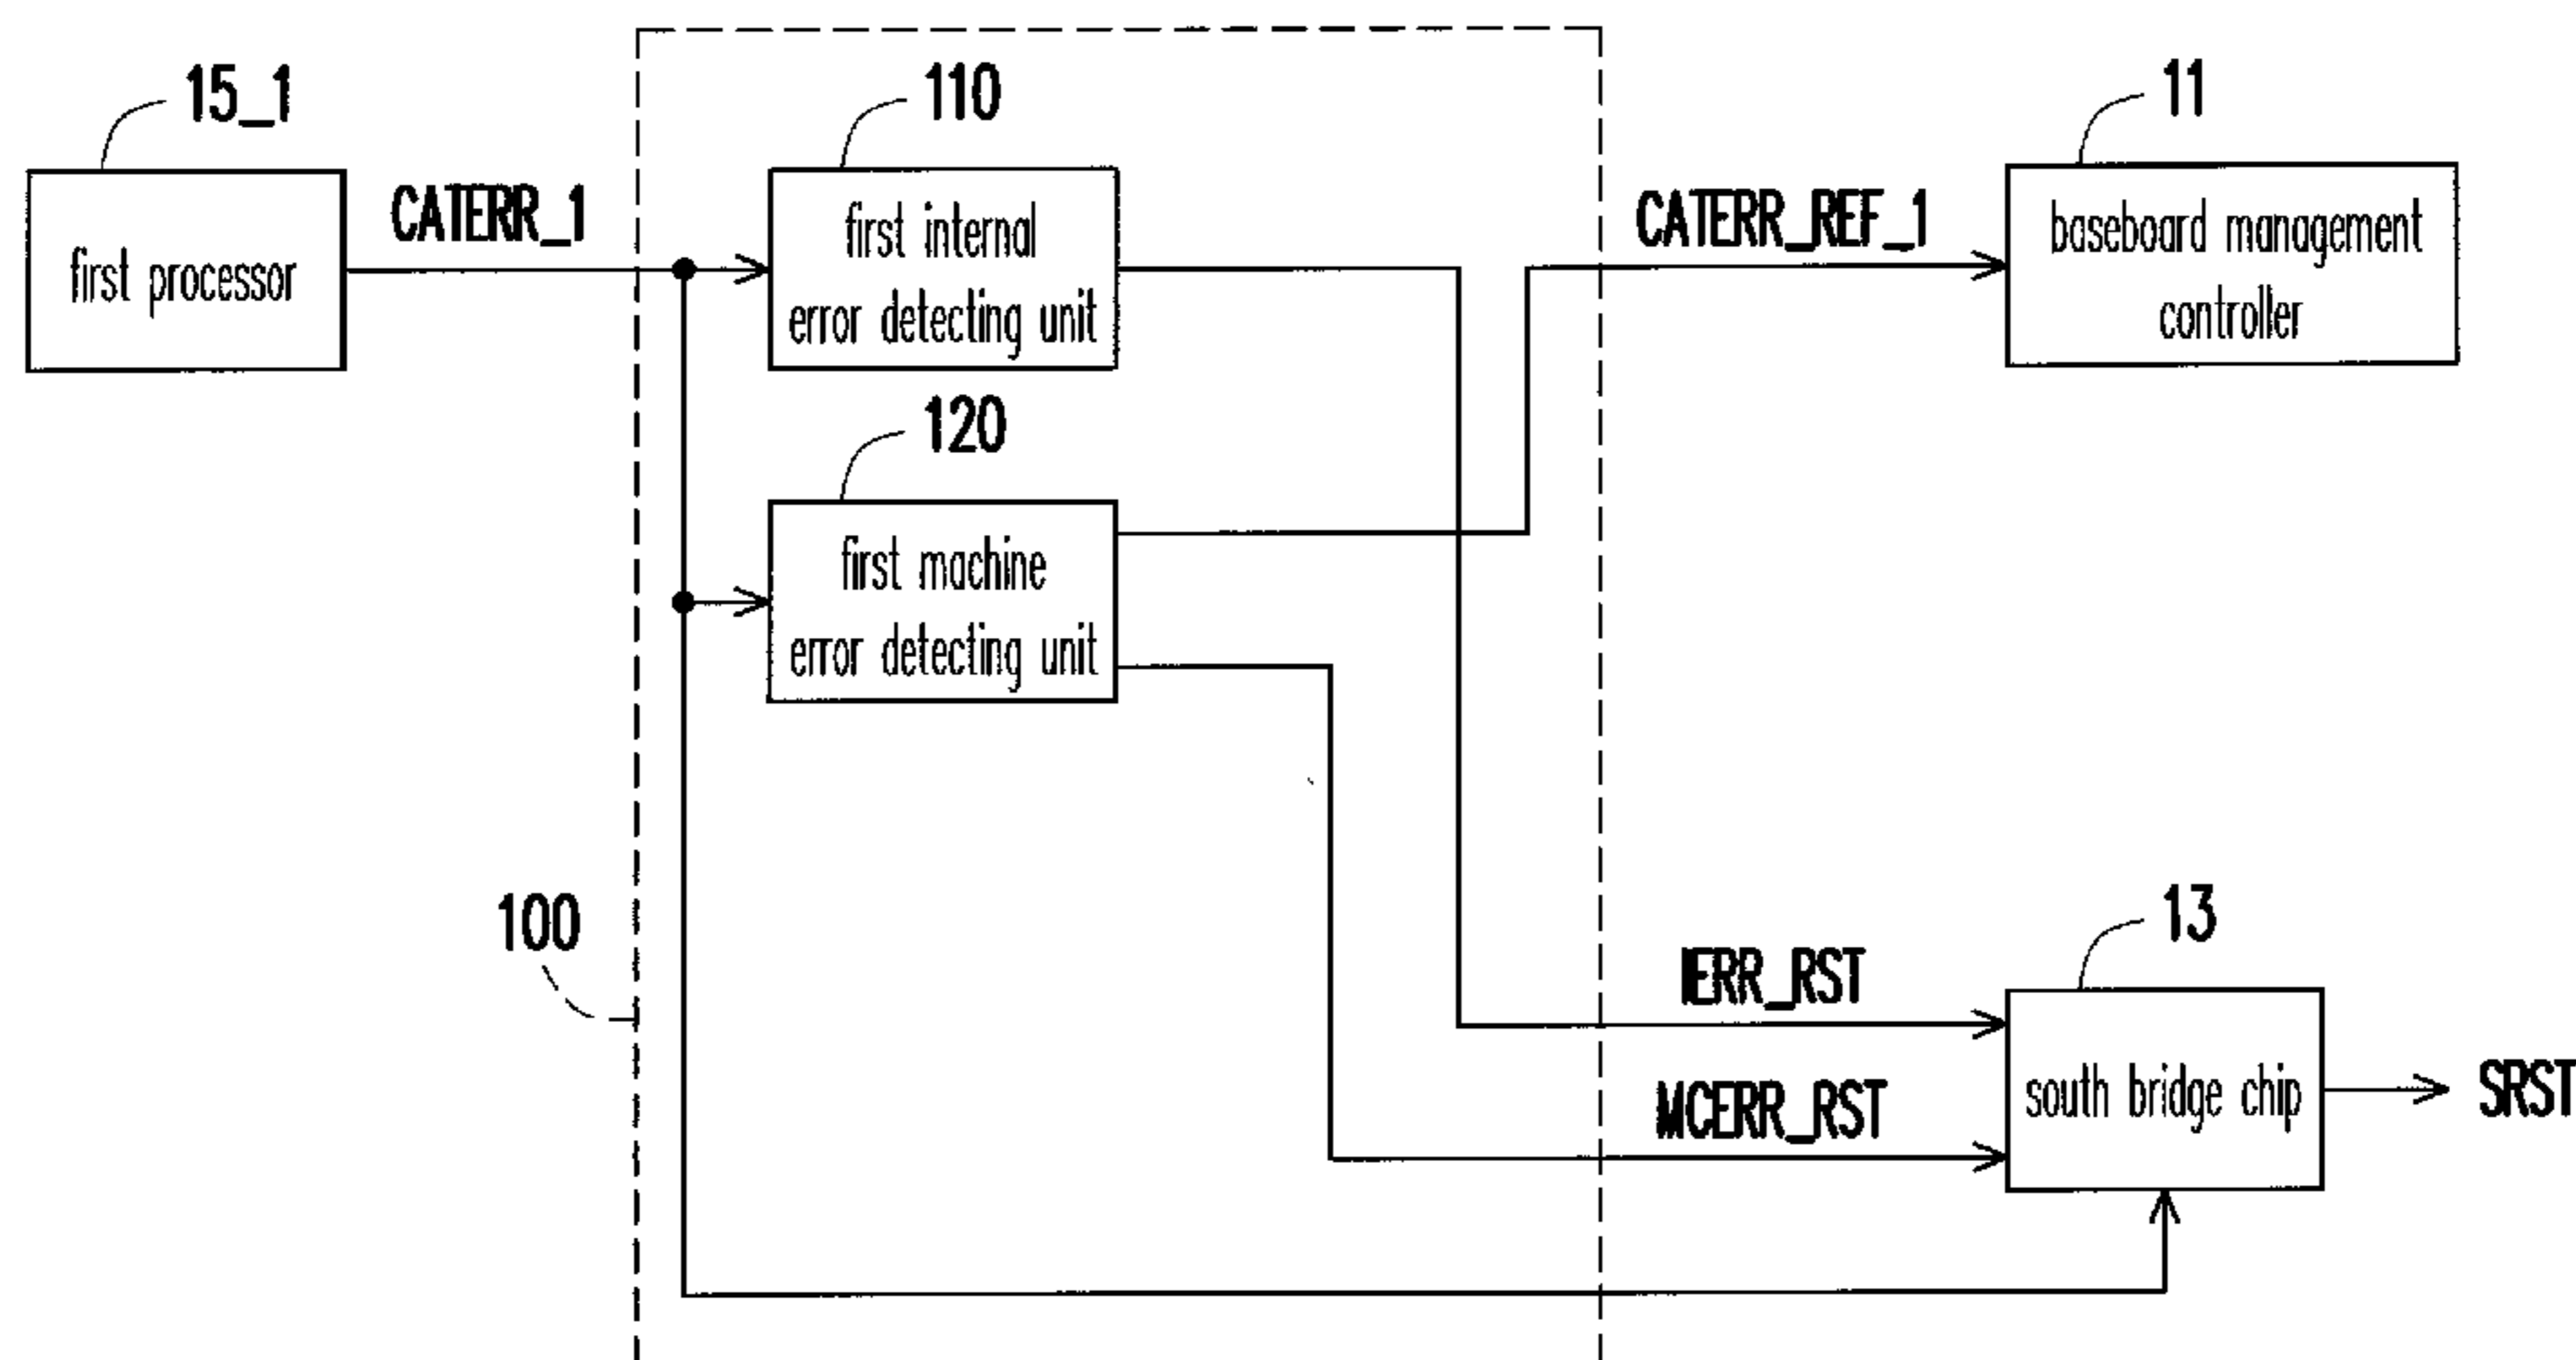 15_1
110
11
first processor
CATERR_1
first internal
error detecting unit
CATERR_REF_1
baseboard management
controller
120
first machine
error detecting unit
100
13
IERR_RST
MCERR_RST
south bridge chip
SRST